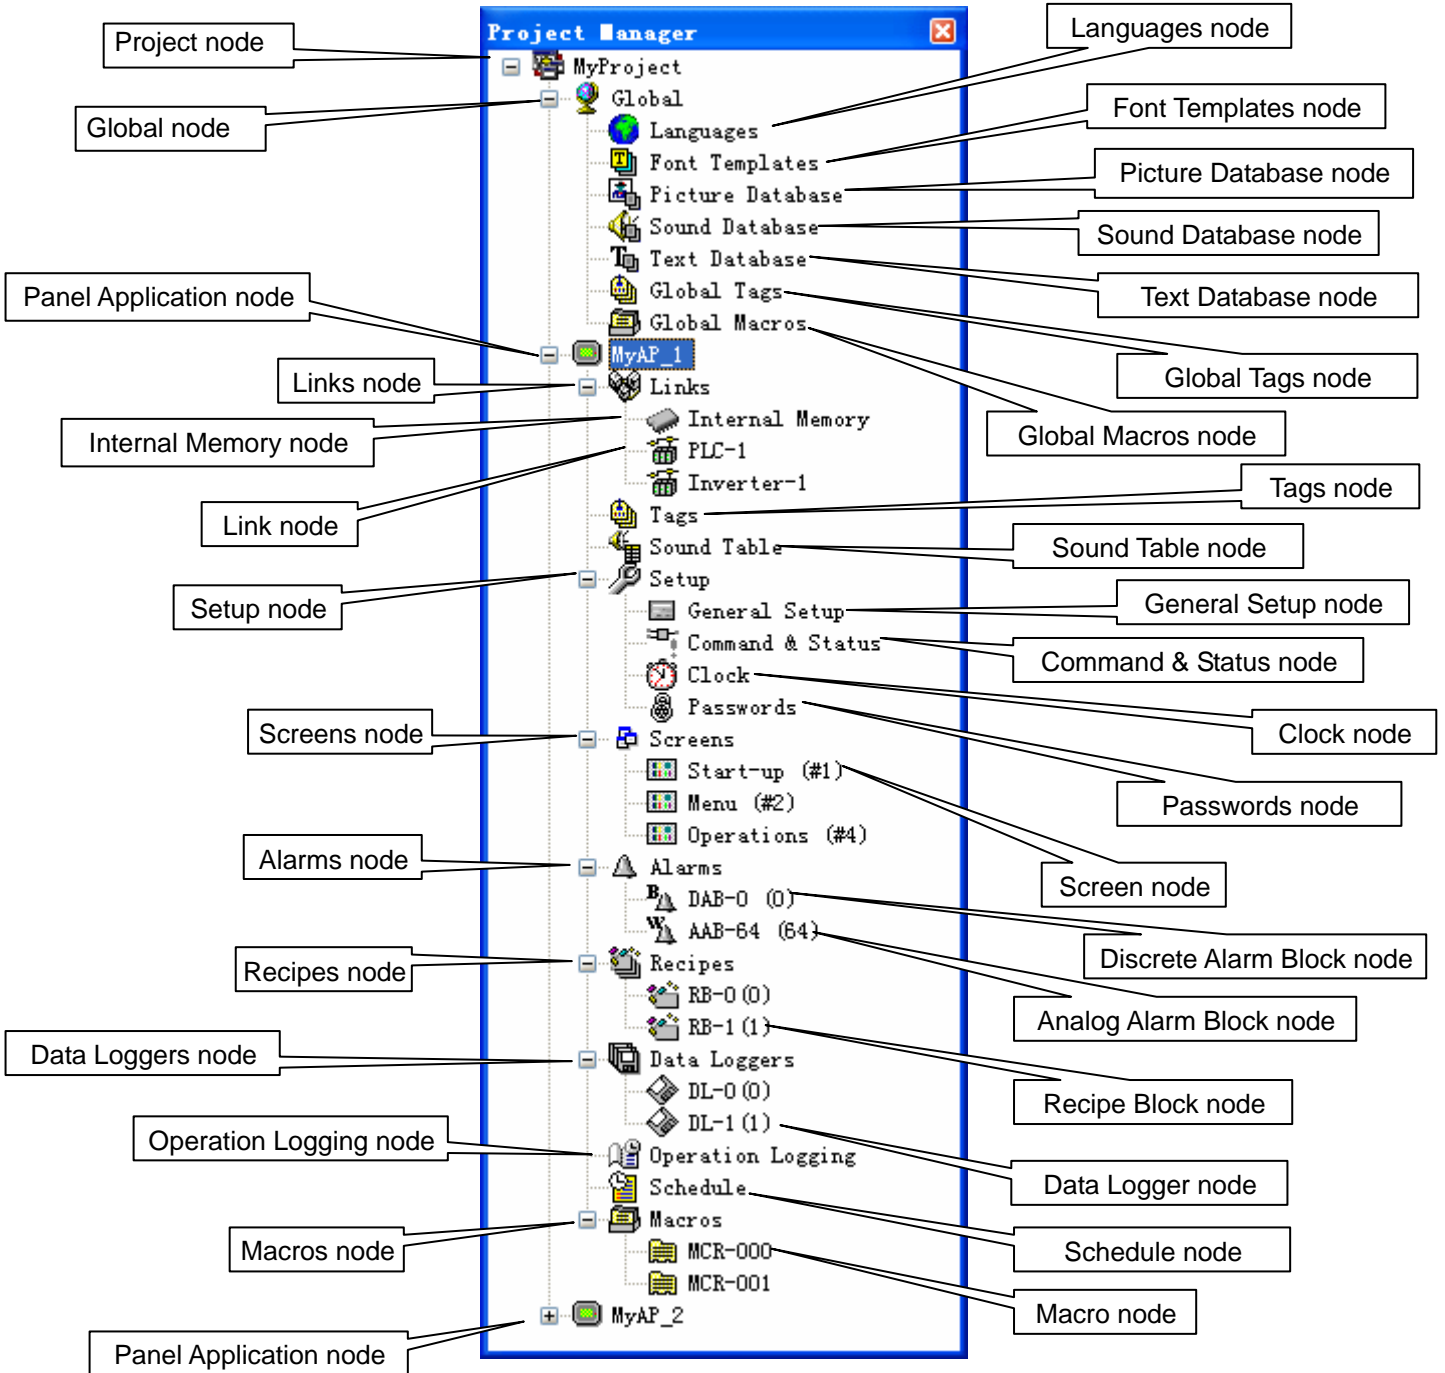 Project Manager
Project node
Languages node
MyProject
Global
Global node
Languages
Font Templates node
Font Templates
Picture Database node
Picture Database
Sound Database
Sound Database node
Text Database
Panel Application node
Global Tags
Text Database node
Global Macros
MyAP_1
Links node
Links
Global Tags node
Internal Memory
Internal Memory node
Global Macros node
PLC-1
Inverter-1
Tags node
Link node
Tags
Sound Table
Sound Table node
Setup
Setup node
General Setup
General Setup node
Command & Status
Command & Status node
Clock
Passwords
Screens node
Screens
Clock node
Start-up (#1)
Menu (#2)
Passwords node
Operations (#4)
Alarms node
Alarms
Screen node
DAB-0 (0)
AAB-64 (64)
Discrete Alarm Block node
Recipes node
Recipes
RB-0(0)
Analog Alarm Block node
RB-1(1)
Data Loggers node
Data Loggers
DL-0(0)
Recipe Block node
DL-1(1)
Operation Logging node
Operation Logging
Data Logger node
Schedule
Macros
Macros node
MCR-000
Schedule node
MCR-001
MyAP_2
Macro node
Panel Application node